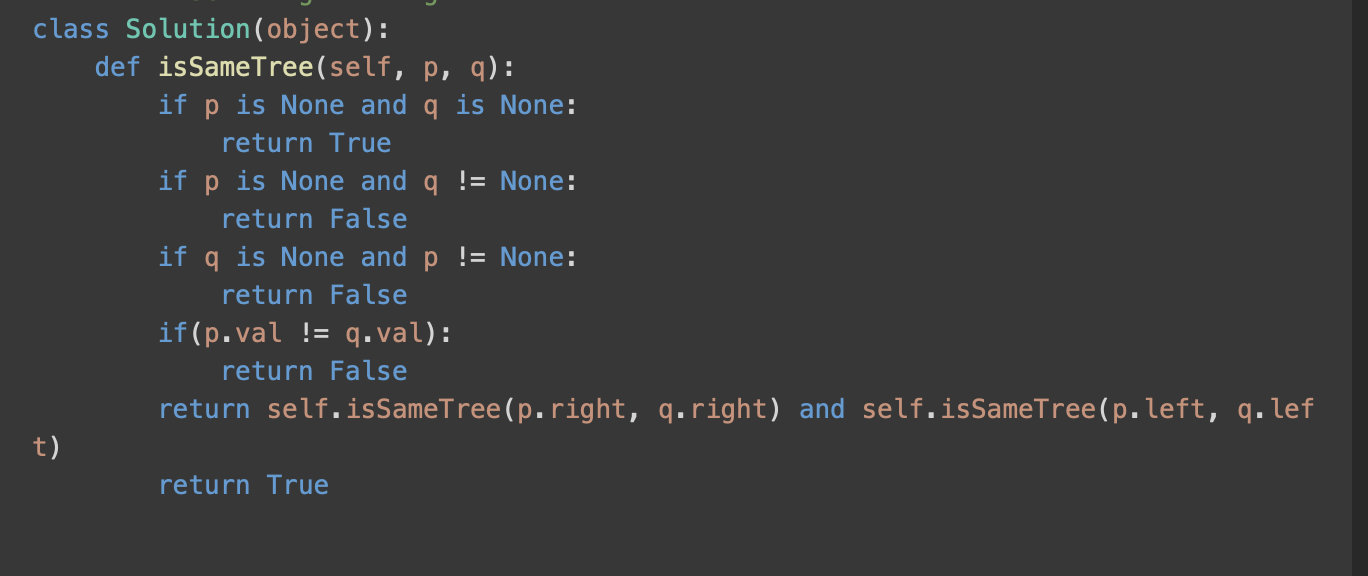 class Solution(object):
    def isSameTree(self, p, q):
        if p is None and q is None:
            return True
        if p is None and q != None:
            return False
        if q is None and p != None:
            return False
        if(p.val != q.val):
            return False
        return self.isSameTree(p.right, q.right) and self.isSameTree(p.left, q.lef
t)
        return True